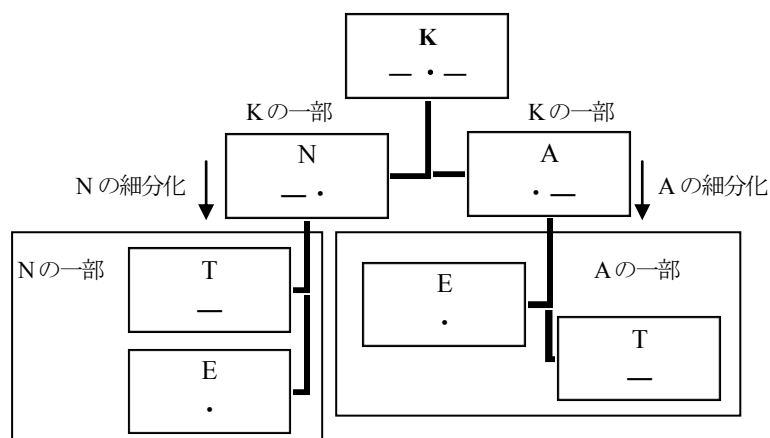 K
— · —
Kの一部
Kの一部
N
— ·
A
· —
Nの細分化
Aの細分化
Nの一部
T
—
E
·
Aの一部
E
·
T
—